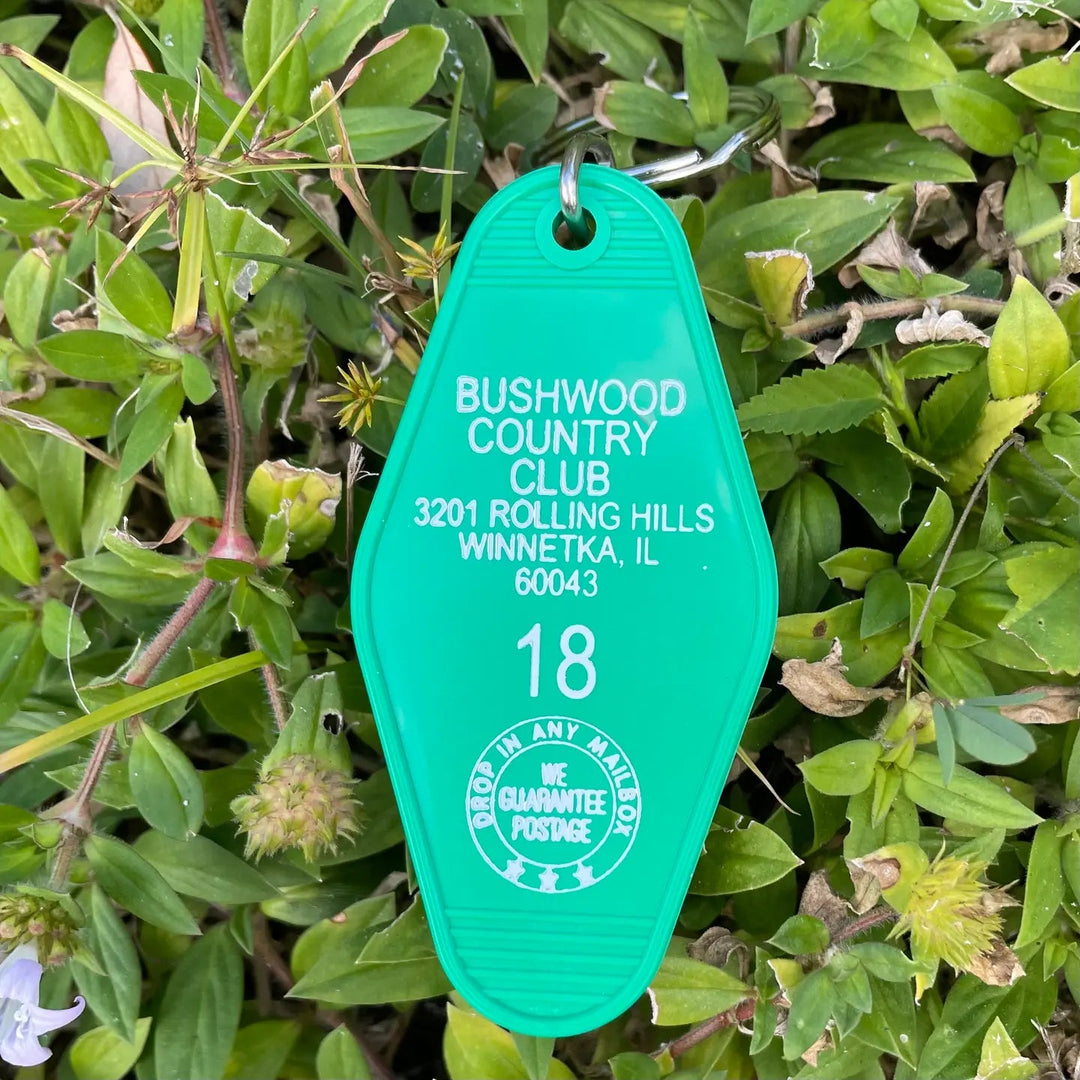 BUSHWOOD
COUNTRY
CLUB
3201 ROLLING HILLS
WINNETKA, IL
60043
18
DROP IN ANY MAILBOX
WE
GUARANTEE
POSTAGE